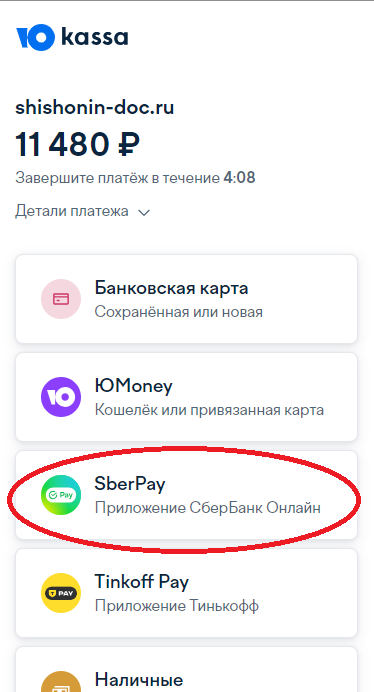 Ю kassa
shishonin-doc.ru
11 480 ₽
Завершите платёж в течение 4:08
Детали платежа
Банковская карта
Сохранённая или новая
Ю
ЮMoney
Кошелёк или привязанная карта
Pay
SberPay
Приложение СберБанк Онлайн
PAY
Tinkoff Pay
Приложение Тинькофф
Наличные